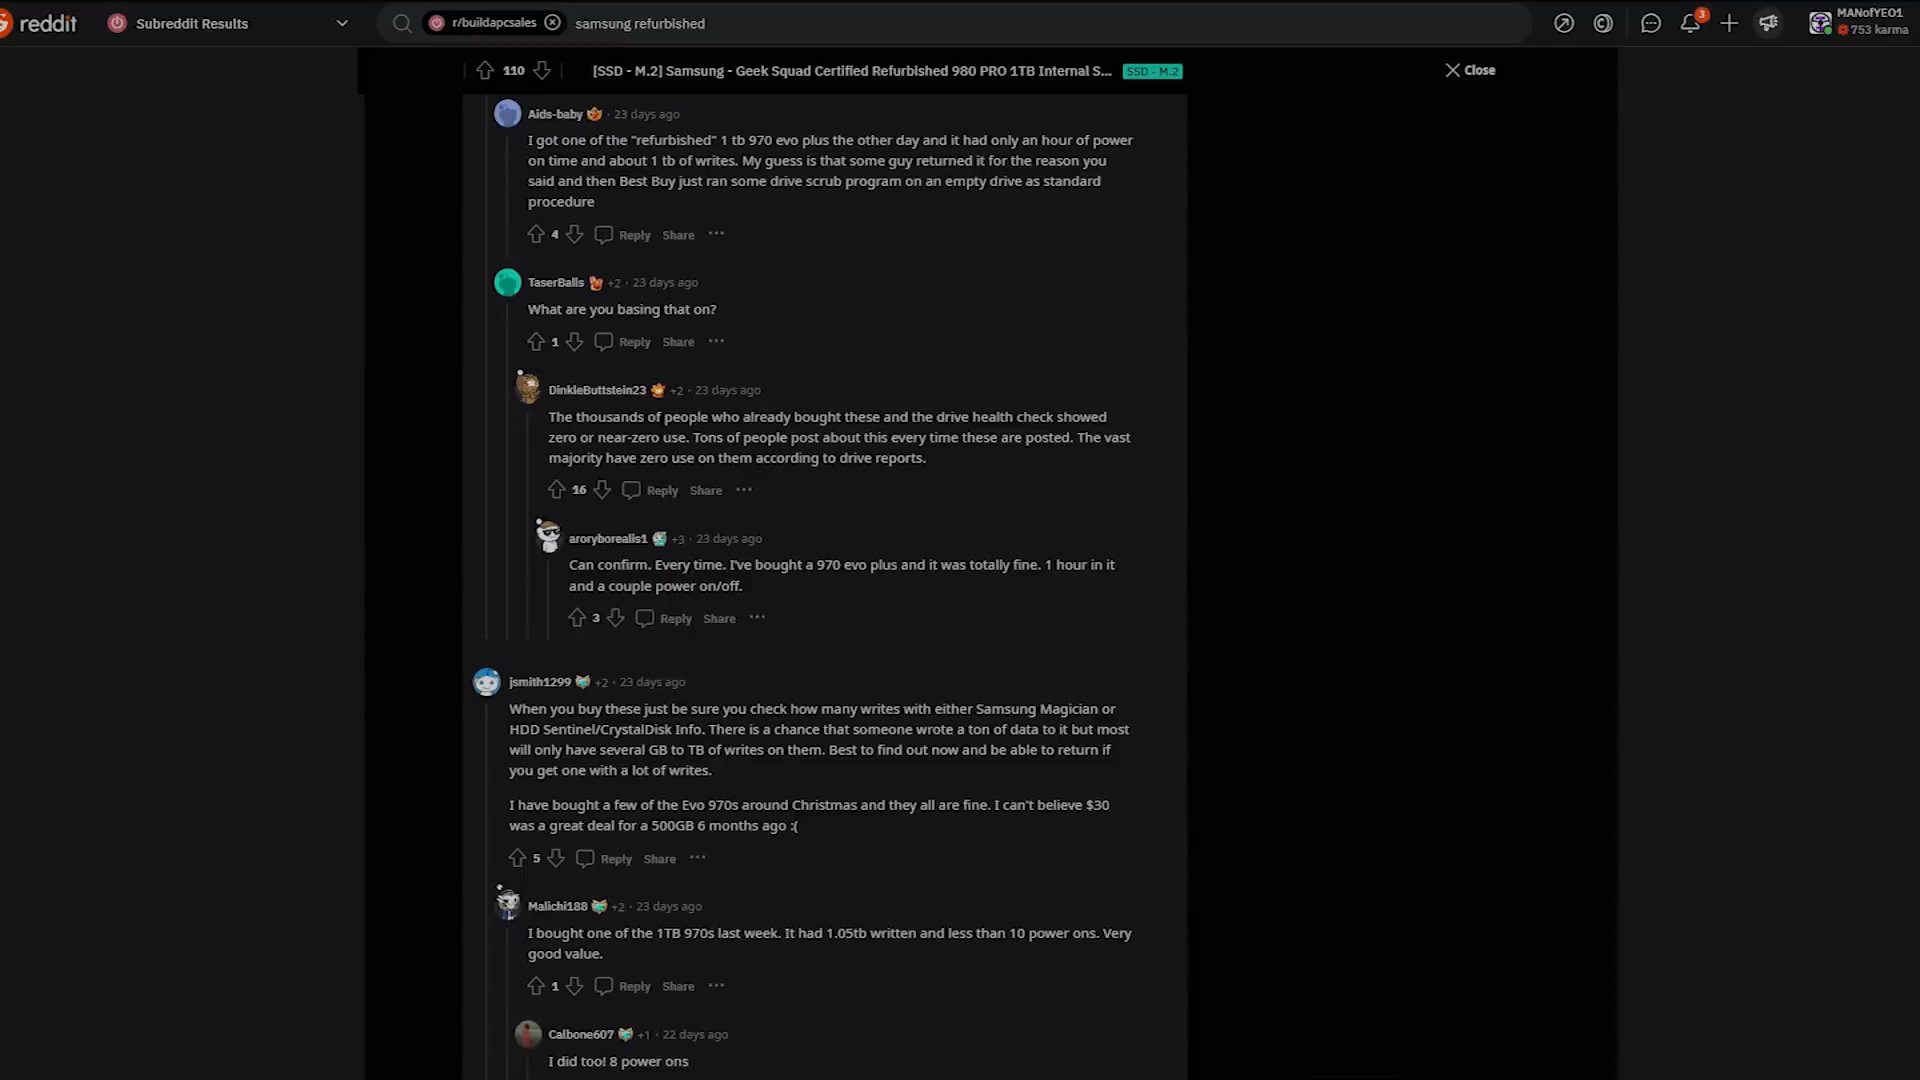 reddit
Subreddit Results
r/buildapcsales
samsung refurbished
3
MANofYEO1
753 karma
110
[SSD - M.2] Samsung - Geek Squad Certified Refurbished 980 PRO 1TB Internal S...
SSD - M.2
Close
Aids-baby · 23 days ago
I got one of the "refurbished" 1 tb 970 evo plus the other day and it had only an hour of power
on time and about 1 tb of writes. My guess is that some guy returned it for the reason you
said and then Best Buy just ran some drive scrub program on an empty drive as standard
procedure
4 Reply Share ···
TaserBalls +2 · 23 days ago
What are you basing that on?
1 Reply Share ···
DinkleButtstein23 +2 · 23 days ago
The thousands of people who already bought these and the drive health check showed
zero or near-zero use. Tons of people post about this every time these are posted. The vast
majority have zero use on them according to drive reports.
16 Reply Share ···
aroryborealis1 +3 · 23 days ago
Can confirm. Every time. I've bought a 970 evo plus and it was totally fine. 1 hour in it
and a couple power on/off.
3 Reply Share ···
jsmith1299 +2 · 23 days ago
When you buy these just be sure you check how many writes with either Samsung Magician or
HDD Sentinel/CrystalDisk Info. There is a chance that someone wrote a ton of data to it but most
will only have several GB to TB of writes on them. Best to find out now and be able to return if
you get one with a lot of writes.
I have bought a few of the Evo 970s around Christmas and they all are fine. I can't believe $30
was a great deal for a 500GB 6 months ago :(
5 Reply Share ···
Malichi188 +2 · 23 days ago
I bought one of the 1TB 970s last week. It had 1.05tb written and less than 10 power ons. Very
good value.
1 Reply Share ···
Calbone607 +1 · 22 days ago
I did too! 8 power ons